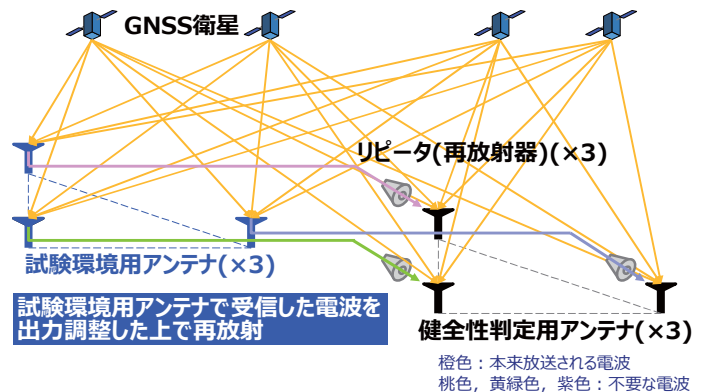 GNSS衛星
リピータ(再放射器)(×3)
試験環境用アンテナ(×3)
試験環境用アンテナで受信した電波を
出力調整した上で再放射
健全性判定用アンテナ(×3)
橙色：本来放送される電波
桃色，黄緑色，紫色：不要な電波